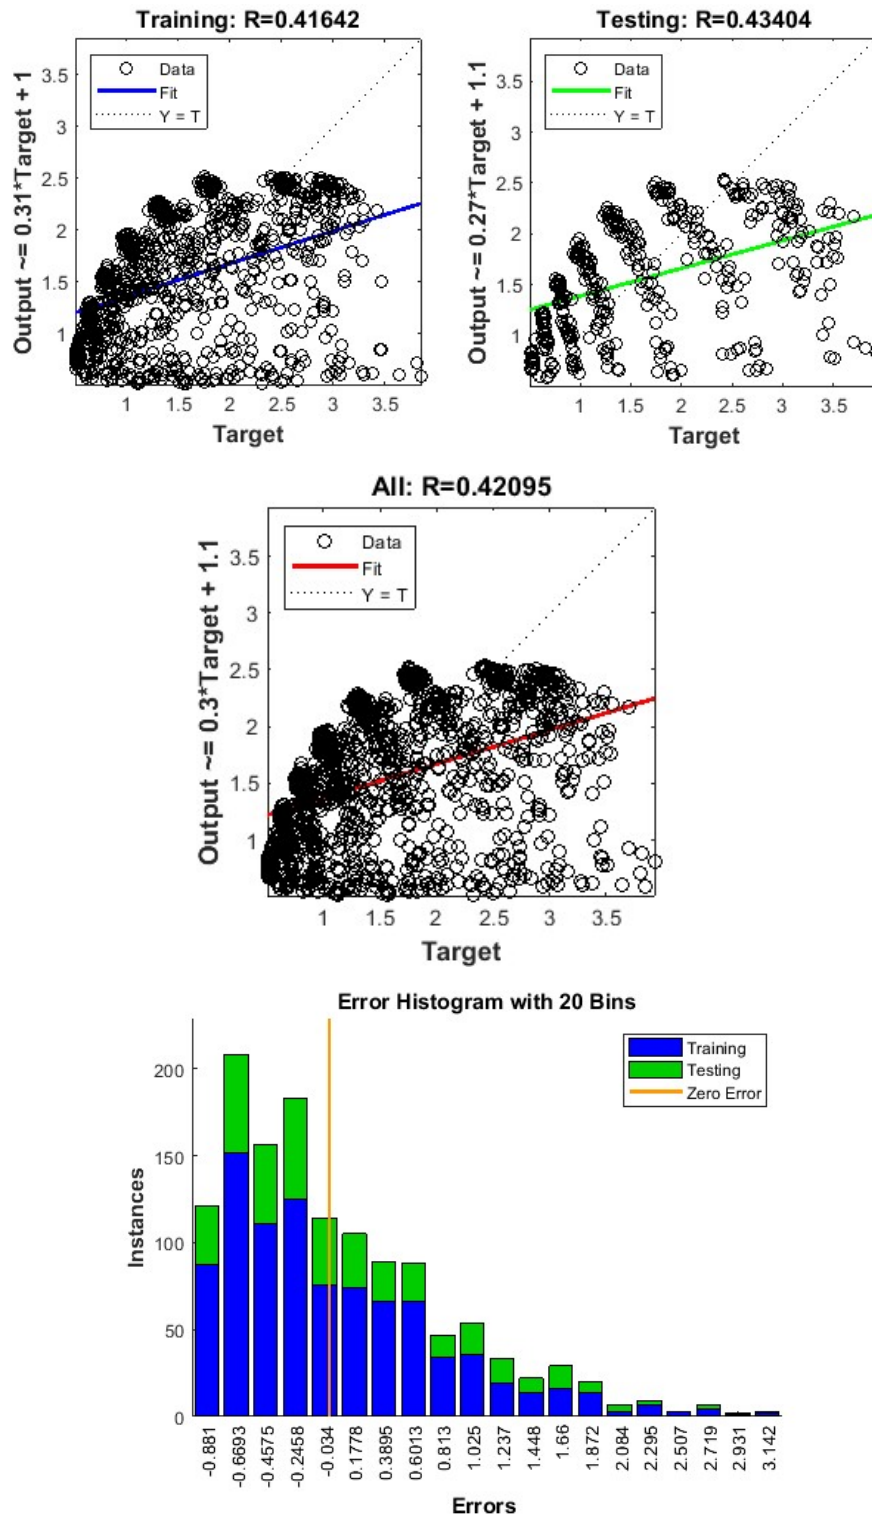 Training: R=0.41642
Output ~= 0.31*Target + 1
3.5
3
2.5
2
1.5
1
Data
Fit
Y = T
1
1.5
2
2.5
3
3.5
Target
Testing: R=0.43404
Output ~= 0.27*Target + 1.1
3.5
3
2.5
2
1.5
1
Data
Fit
Y = T
1
1.5
2
2.5
3
3.5
Target
All: R=0.42095
Output ~= 0.3*Target + 1.1
3.5
3
2.5
2
1.5
1
Data
Fit
Y = T
1
1.5
2
2.5
3
3.5
Target
Error Histogram with 20 Bins
Instances
200
150
100
50
0
Training
Testing
Zero Error
-0.881
-0.6693
-0.4575
-0.2458
-0.034
0.1778
0.3895
0.6013
0.813
1.025
1.237
1.448
1.66
1.872
2.084
2.295
2.507
2.719
2.931
3.142
Errors